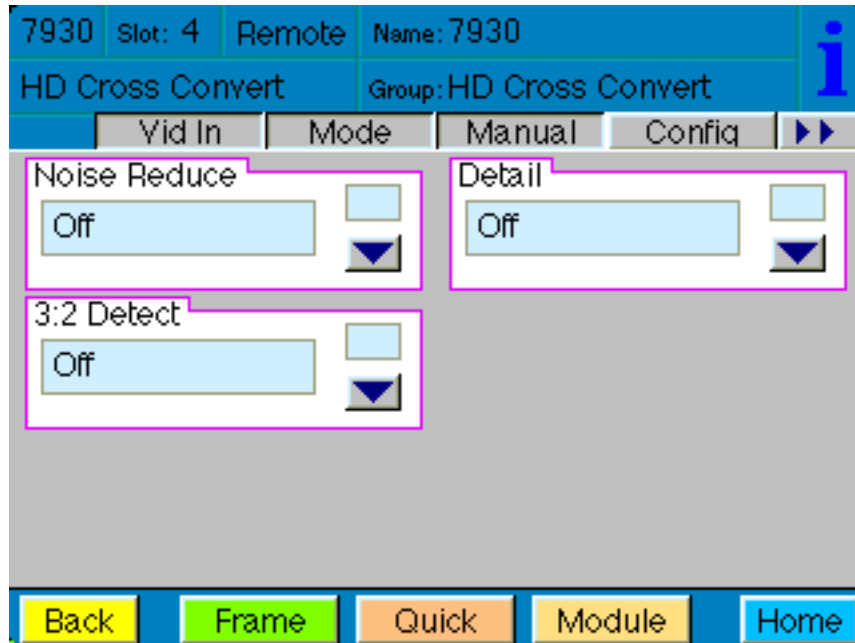 7930 Slot: 4 Remote Name: 7930
HD Cross Convert Group: HD Cross Convert
i
Vid In Mode Manual Config
Noise Reduce Detail
Off Off
3:2 Detect
Off
Back Frame Quick Module Home